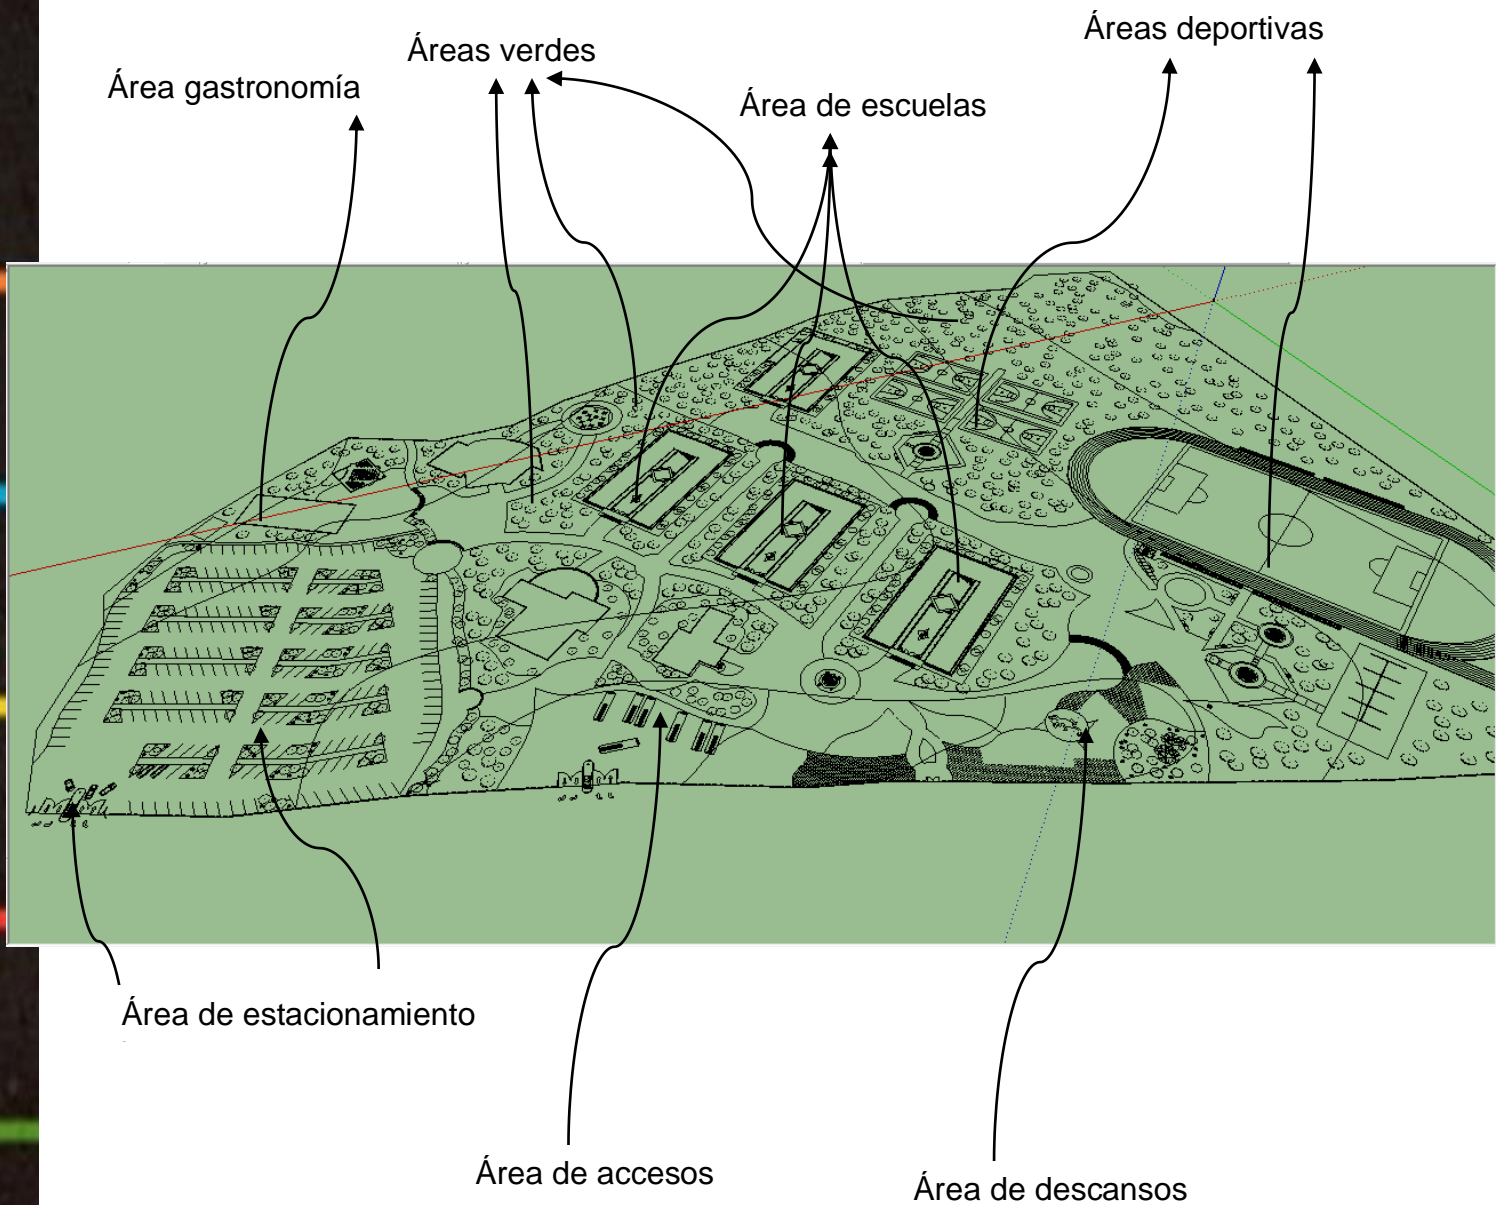 Áreas deportivas
Áreas verdes
Área gastronomía
Área de escuelas
Área de estacionamiento
Área de accesos
Área de descansos